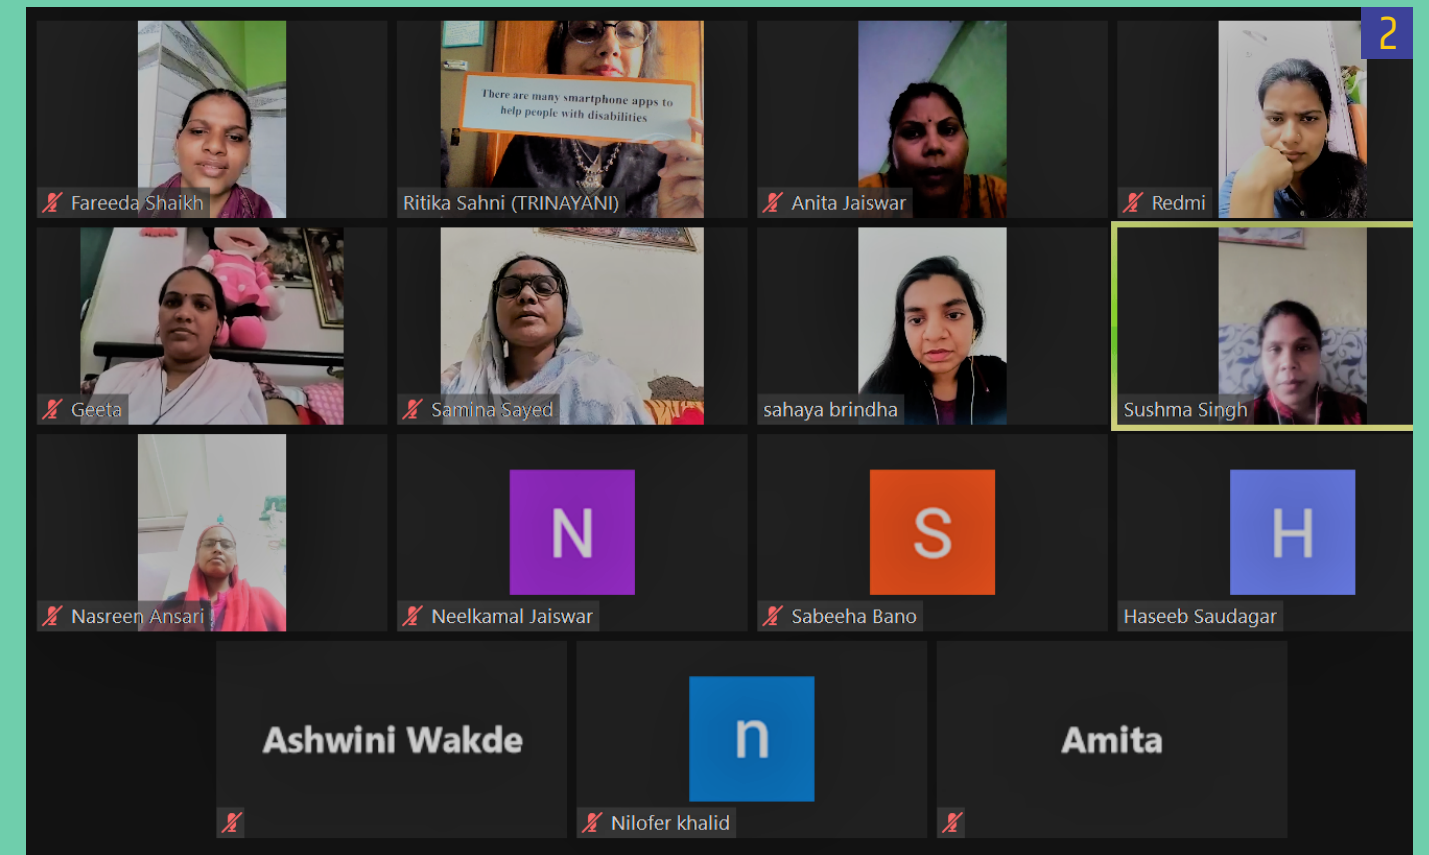 2
There are many smartphone apps to
help people with disabilities
Fareeda Shaikh
Ritika Sahni (TRINAYANI)
Anita Jaiswar
Redmi
Geeta
Samina Sayed
sahaya brindha
Sushma Singh
N
S
H
Nasreen Ansari
Neelkamal Jaiswar
Sabeeha Bano
Haseeb Saudagar
Ashwini Wakde
n
Amita
Nilofer khalid